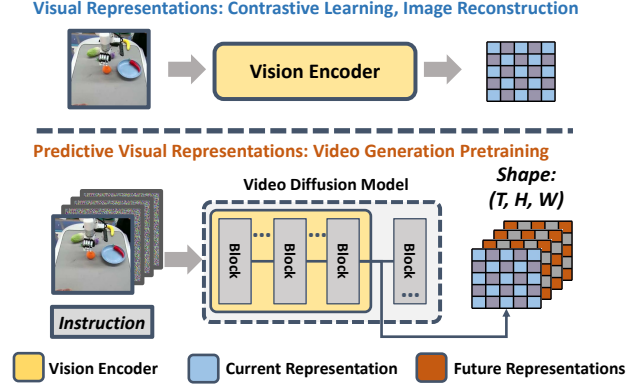 Visual Representations: Contrastive Learning, Image Reconstruction
Vision Encoder
Predictive Visual Representations: Video Generation Pretraining
Video Diffusion Model
Shape:
(T, H, W)
Block
...
Block
...
Block
Block
...
Instruction
Vision Encoder
Current Representation
Future Representations